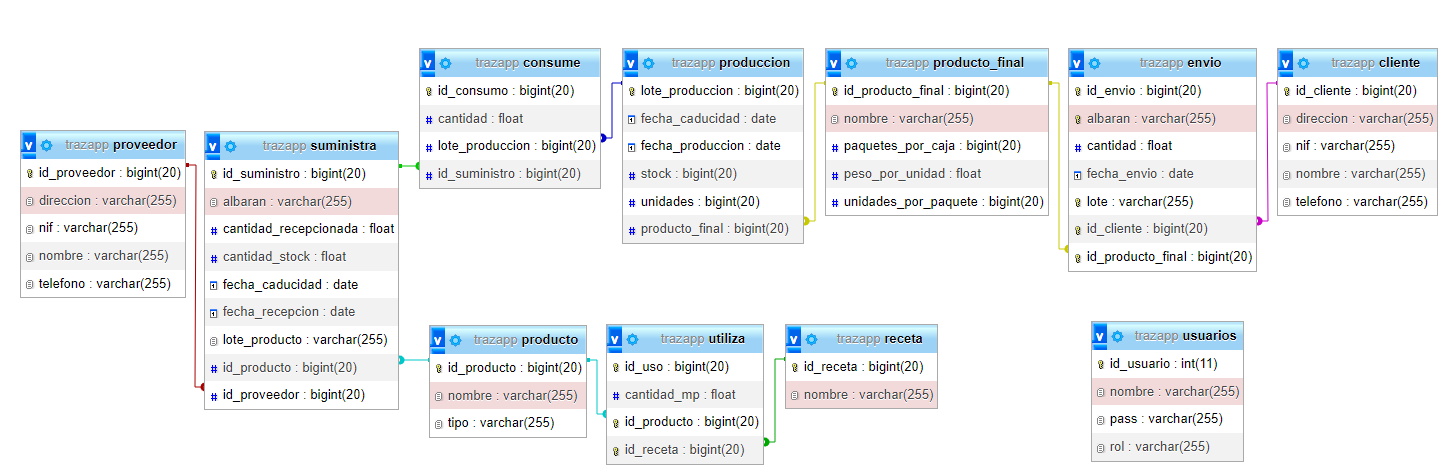 trazapp proveedor
id_proveedor : bigint(20)
direccion : varchar(255)
nif : varchar(255)
nombre : varchar(255)
telefono : varchar(255)
trazapp suministra
id_suministro : bigint(20)
albaran : varchar(255)
cantidad_recepcionada : float
cantidad_stock : float
fecha_caducidad : date
fecha_recepcion : date
lote_producto : varchar(255)
id_producto : bigint(20)
id_proveedor : bigint(20)
trazapp consume
id_consumo : bigint(20)
cantidad : float
lote_produccion : bigint(20)
id_suministro : bigint(20)
trazapp produccion
lote_produccion : bigint(20)
fecha_caducidad : date
fecha_produccion : date
stock : bigint(20)
unidades : bigint(20)
producto_final : bigint(20)
trazapp producto_final
id_producto_final : bigint(20)
nombre : varchar(255)
paquetes_por_caja : bigint(20)
peso_por_unidad : float
unidades_por_paquete : bigint(20)
trazapp envio
id_envio : bigint(20)
albaran : varchar(255)
cantidad : float
fecha_envio : date
lote : varchar(255)
id_cliente : bigint(20)
id_producto_final : bigint(20)
trazapp cliente
id_cliente : bigint(20)
direccion : varchar(255)
nif : varchar(255)
nombre : varchar(255)
telefono : varchar(255)
trazapp producto
id_producto : bigint(20)
nombre : varchar(255)
tipo : varchar(255)
trazapp utiliza
id_uso : bigint(20)
cantidad_mp : float
id_producto : bigint(20)
id_receta : bigint(20)
trazapp receta
id_receta : bigint(20)
nombre : varchar(255)
trazapp usuarios
id_usuario : int(11)
nombre : varchar(255)
pass : varchar(255)
rol : varchar(255)